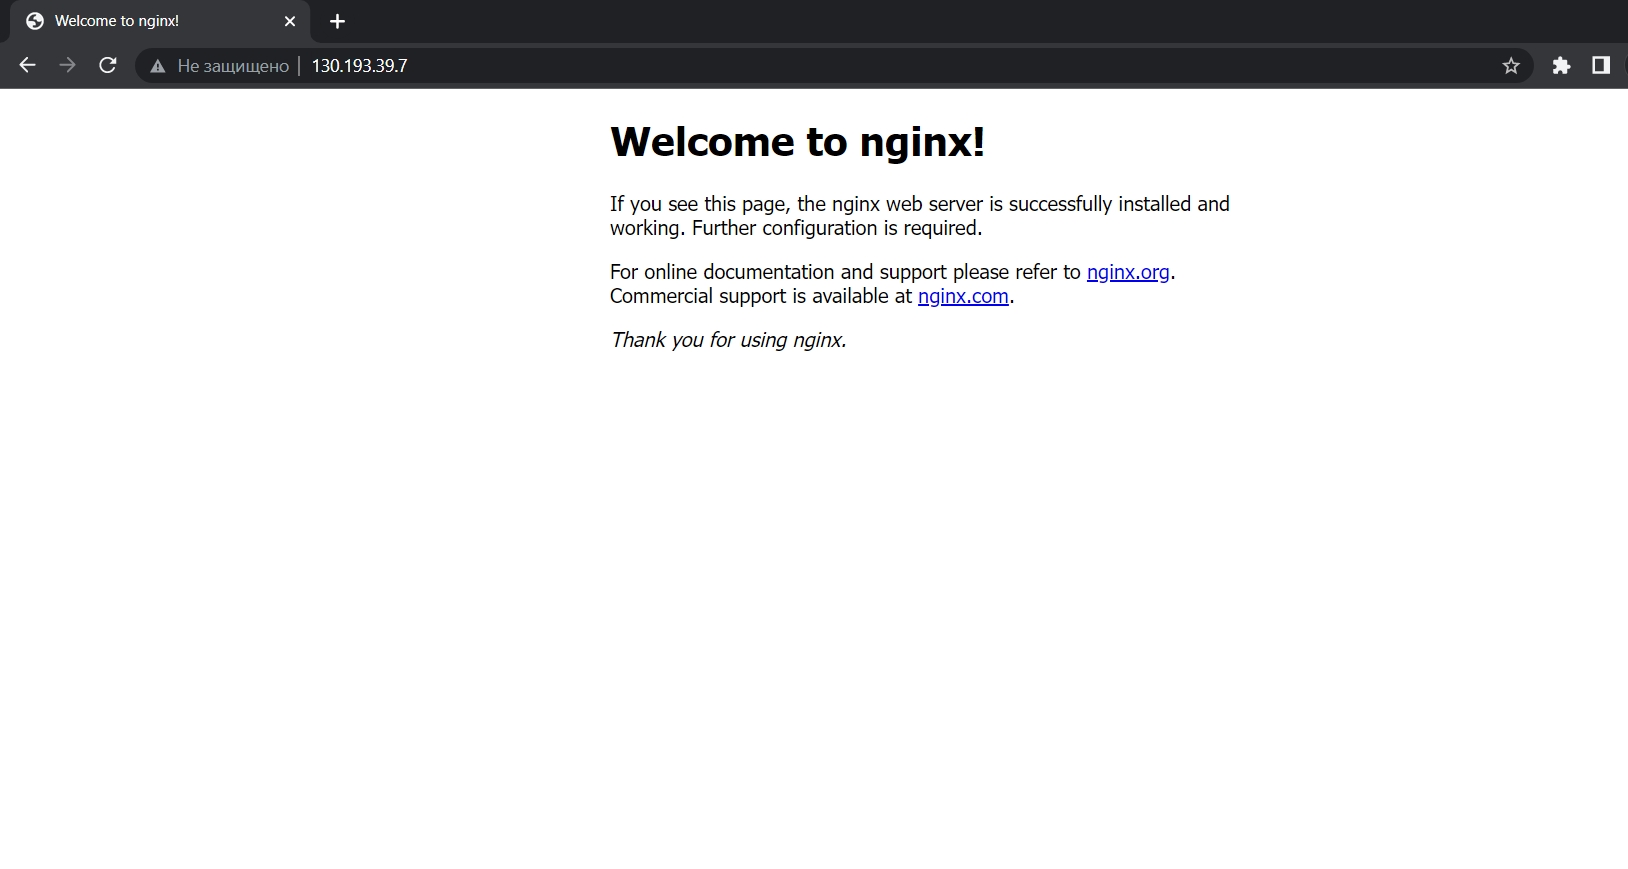 Welcome to nginx!
Не защищено
130.193.39.7
Welcome to nginx!
If you see this page, the nginx web server is successfully installed and
working. Further configuration is required.
For online documentation and support please refer to nginx.org.
Commercial support is available at nginx.com.
Thank you for using nginx.